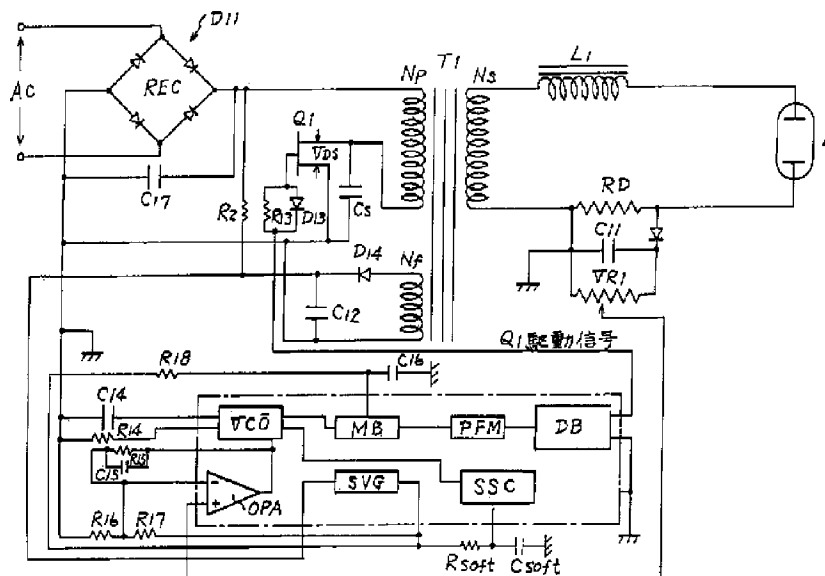 D11
AC
REC
C17
R2
Q1
VDS
R13
D13
Cs
NP
T1
Ns
L1
RD
C11
VR1
D14
Nf
C12
Q1駆動信号
R18
C16
C14
R14
VCO
MB
PFM
DB
R15
C15
OPA
SVG
SSC
R16
R17
Rsoft
Csoft